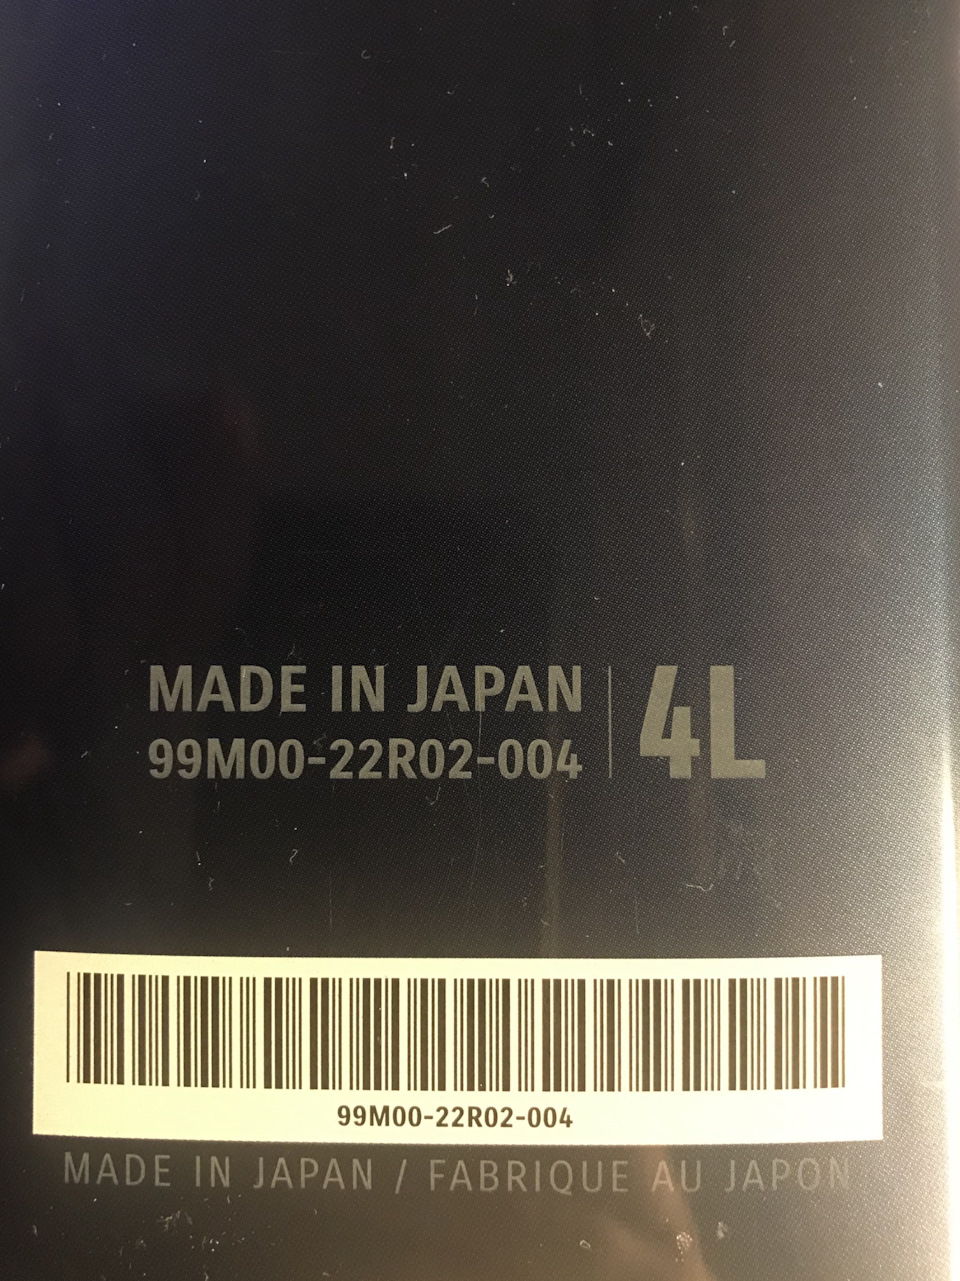 MADE IN JAPAN
99M00-22R02-004
4L
99M00-22R02-004
MADE IN JAPAN / FABRIQUE AU JAPON